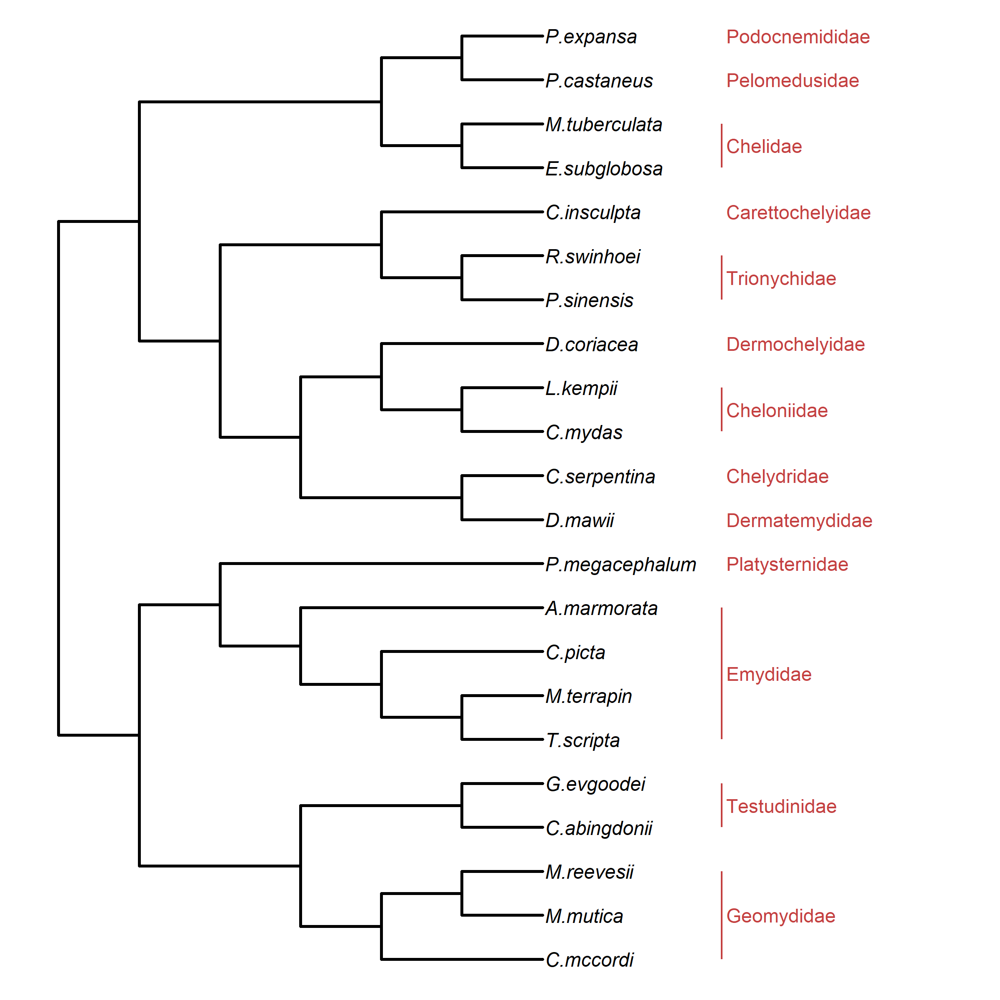 P.expansa Podocnemididae
P.castaneus Pelomedusidae
M.tuberculata
Chelidae
E.subglobosa
C.insculpta Carettochelyidae
R.swinhoei
Trionychidae
P.sinensis
D.coriacea Dermochelyidae
L.kempii
Cheloniidae
C.mydas
C.serpentina Chelydridae
D.mawii Dermatemydidae
P.megacephalum Platysternidae
A.marmorata
C.picta
Emydidae
M.terrapin
T.scripta
G.evgoodei
Testudinidae
C.abingdonii
M.reevesii
M.mutica Geomydidae
C.mccordi